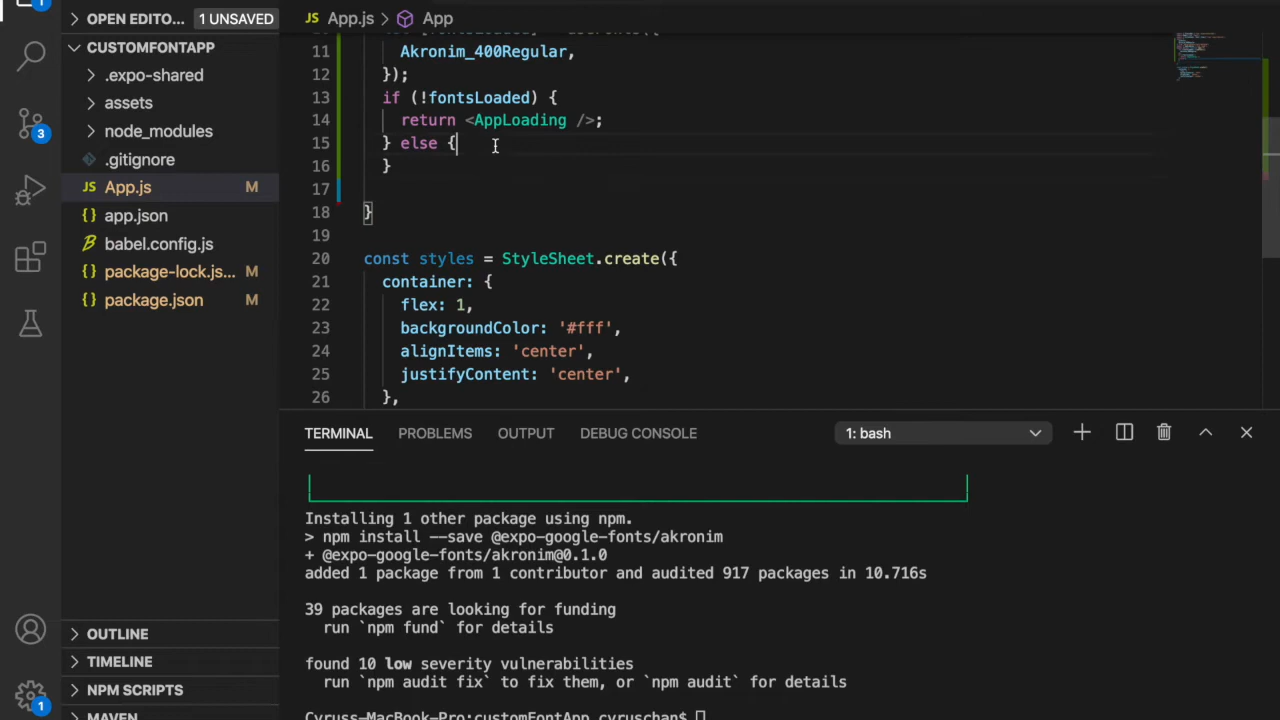 1
OPEN EDITO... 1 UNSAVED
CUSTOMFONTAPP
.expo-shared
assets
node_modules
.gitignore
JS App.js M
{} app.json
babel.config.js
{} package-lock.js... M
{} package.json M
OUTLINE
TIMELINE
NPM SCRIPTS
MAVEN
3
1
JS App.js > App
11 Akronim_400Regular,
12 });
13 if (!fontsLoaded) {
14 return <AppLoading />;
15 } else {
16 }
17
18 }
19
20 const styles = StyleSheet.create({
21 container: {
22 flex: 1,
23 backgroundColor: '#fff',
24 alignItems: 'center',
25 justifyContent: 'center',
26 },
TERMINAL PROBLEMS OUTPUT DEBUG CONSOLE 1: bash
Installing 1 other package using npm.
> npm install --save @expo-google-fonts/akronim
+ @expo-google-fonts/akronim@0.1.0
added 1 package from 1 contributor and audited 917 packages in 10.716s
39 packages are looking for funding
run `npm fund` for details
found 10 low severity vulnerabilities
run `npm audit fix` to fix them, or `npm audit` for details
Cyruss-MacBook-Pro:customFontApp cyruschan$